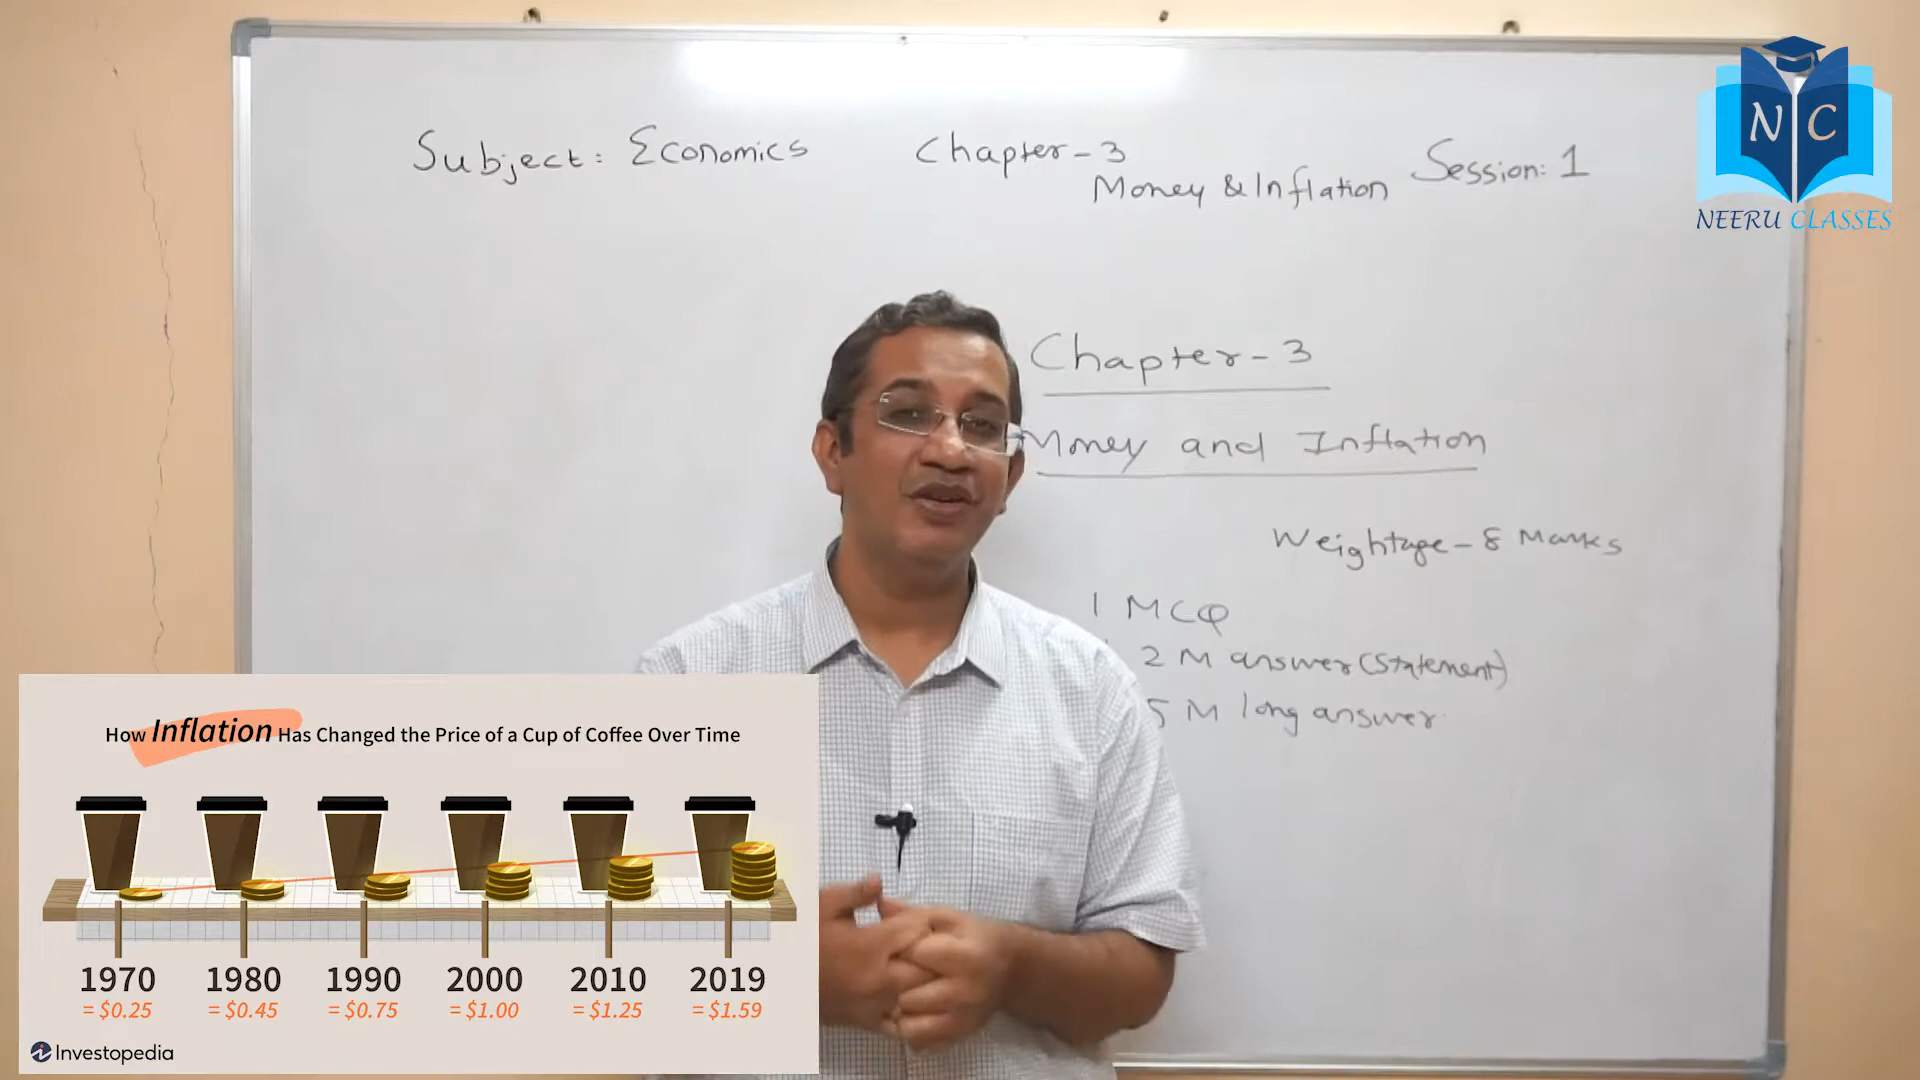 Subject: Economics
Chapter-3
Money & Inflation
Session: 1
N C
NEERU CLASSES
Chapter-3
Money and Inflation
Weightage-8 Marks
1 MCQ
2 M answer (Statement)
5 M long answer
How Inflation Has Changed the Price of a Cup of Coffee Over Time
1970 1980 1990 2000 2010 2019
= $0.25 = $0.45 = $0.75 = $1.00 = $1.25 = $1.59
Investopedia